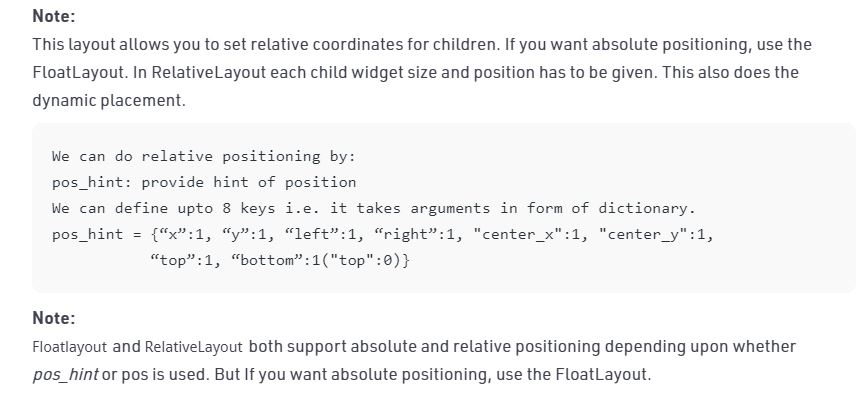 Note:
This layout allows you to set relative coordinates for children. If you want absolute positioning, use the
FloatLayout. In RelativeLayout each child widget size and position has to be given. This also does the
dynamic placement.
We can do relative positioning by:
pos_hint: provide hint of position
We can define upto 8 keys i.e. it takes arguments in form of dictionary.
pos_hint = {“x”:1, “y”:1, “left”:1, “right”:1, "center_x":1, "center_y":1,
“top”:1, “bottom”:1("top":0)}
Note:
Floatlayout and RelativeLayout both support absolute and relative positioning depending upon whether
pos_hint or pos is used. But If you want absolute positioning, use the FloatLayout.